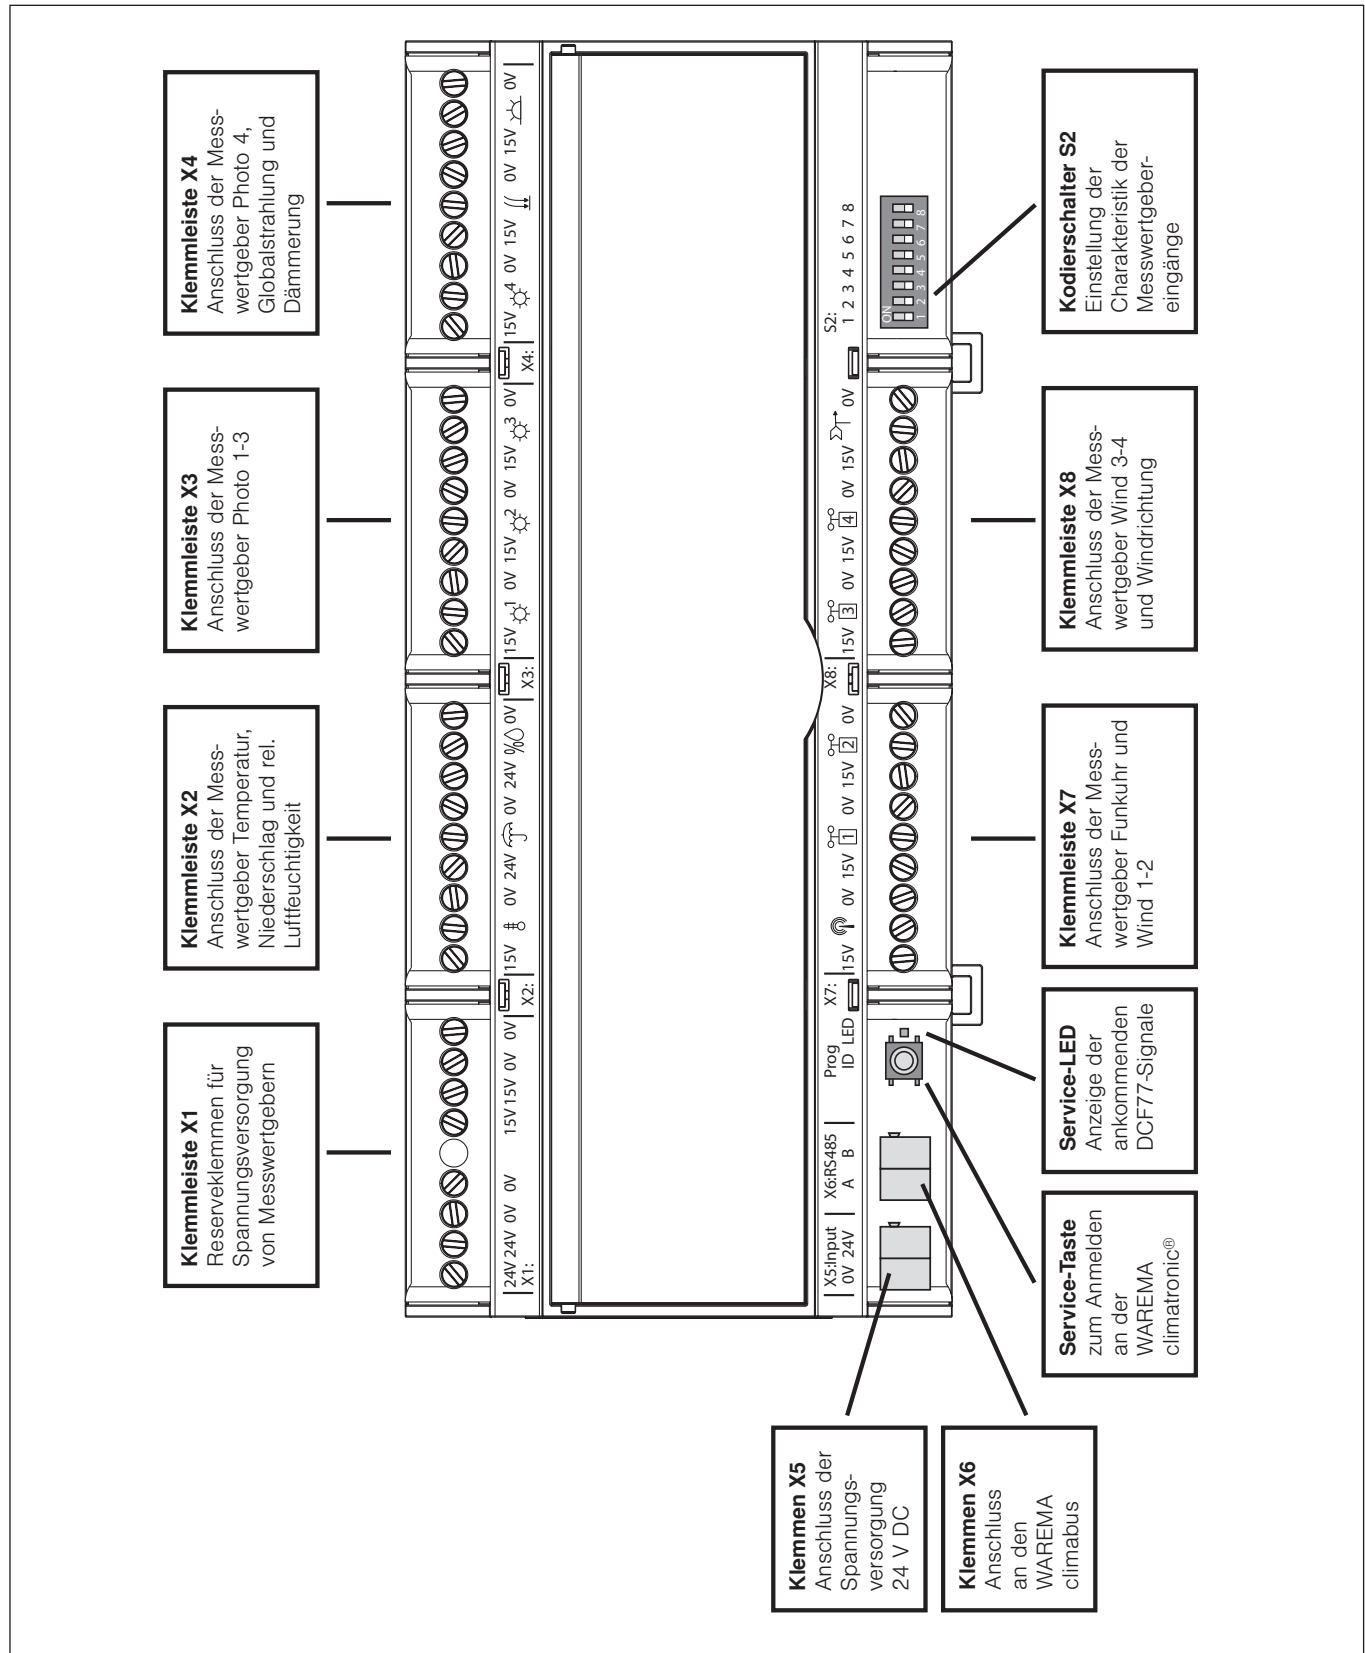 Klemmleiste X1
Reserveklemmen für
Spannungsversorgung
von Messwertgebern
Klemmleiste X2
Anschluss der Mess-
wertgeber Temperatur,
Niederschlag und rel.
Luftfeuchtigkeit
Klemmleiste X3
Anschluss der Mess-
wertgeber Photo 1-3
Klemmleiste X4
Anschluss der Mess-
wertgeber Photo 4,
Globalstrahlung und
Dämmerung
24V 24V 0V 0V 15V 15V 0V 0V
X1:
X2:
15V 0V 24V 0V 24V % 0V
X3:
15V 1 0V 15V 2 0V 15V 3 0V
X4:
15V 4 0V 15V 0V 15V 0V
X5:Input
0V 24V
X6:RS485
A B
Prog
ID LED
X7:
15V 0V 15V 1 0V 15V 2 0V
X8:
15V 3 0V 15V 4 0V 15V 0V
S2:
1 2 3 4 5 6 7 8
ON
1 2 3 4 5 6 7 8
Klemmen X5
Anschluss der
Spannungs-
versorgung
24 V DC
Klemmen X6
Anschluss
an den
WAREMA
climabus
Service-Taste
zum Anmelden
an der
WAREMA
climatronic®
Service-LED
Anzeige der
ankommenden
DCF77-Signale
Klemmleiste X7
Anschluss der Mess-
wertgeber Funkuhr und
Wind 1-2
Klemmleiste X8
Anschluss der Mess-
wertgeber Wind 3-4
und Windrichtung
Kodierschalter S2
Einstellung der
Charakteristik der
Messwertgeber-
eingänge